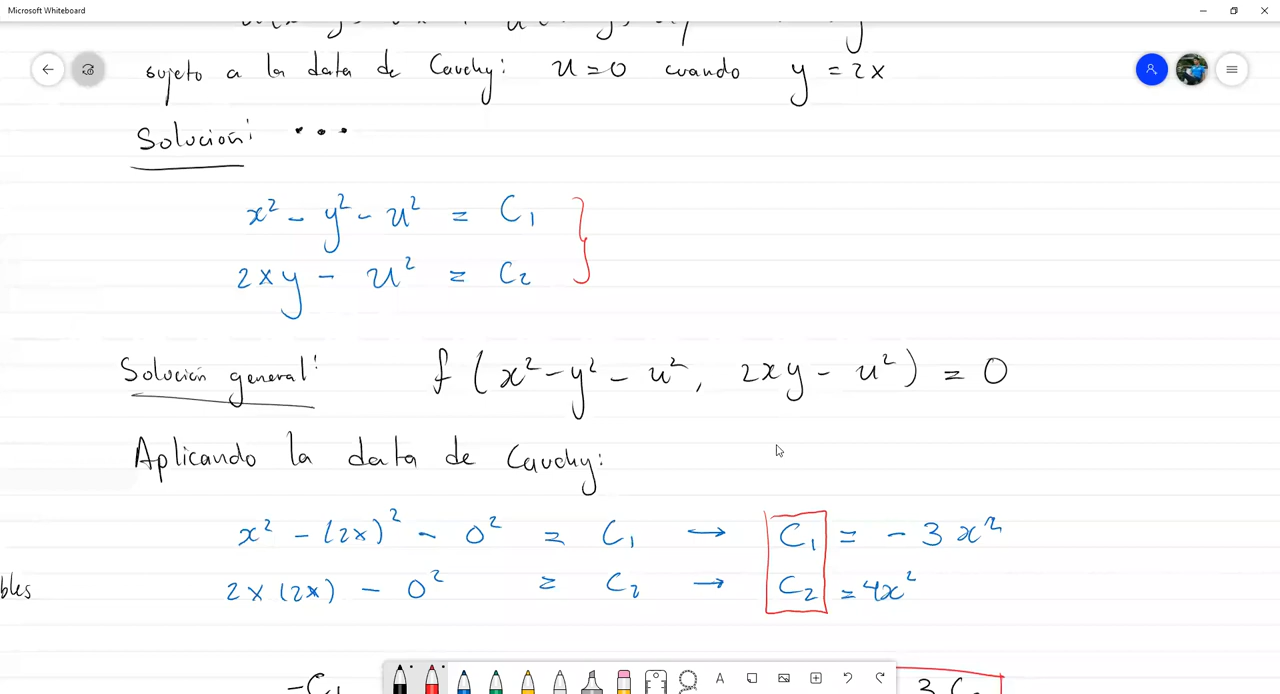 Microsoft Whiteboard
sujeto a la data de Cauchy: u = 0 cuando y = 2x
Solución: ...
x² - y² - u² = C₁
2xy - u² = C₂
Solución general: f(x² - y² - u², 2xy - u²) = 0
Aplicando la data de Cauchy:
x² - (2x)² - 0² = C₁ → C₁ = -3x²
bles 2x(2x) - 0² = C₂ → C₂ = 4x²